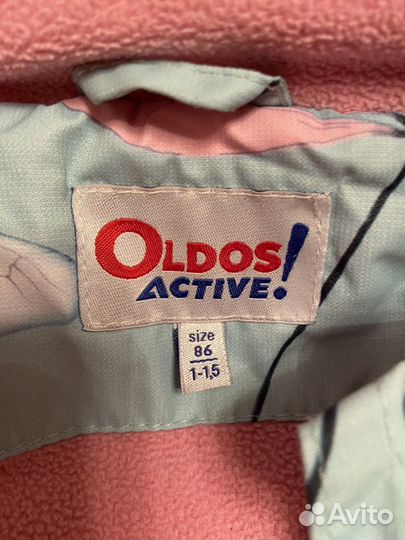 OLDOS!
ACTIVE
size
86
1-1,5
Avito